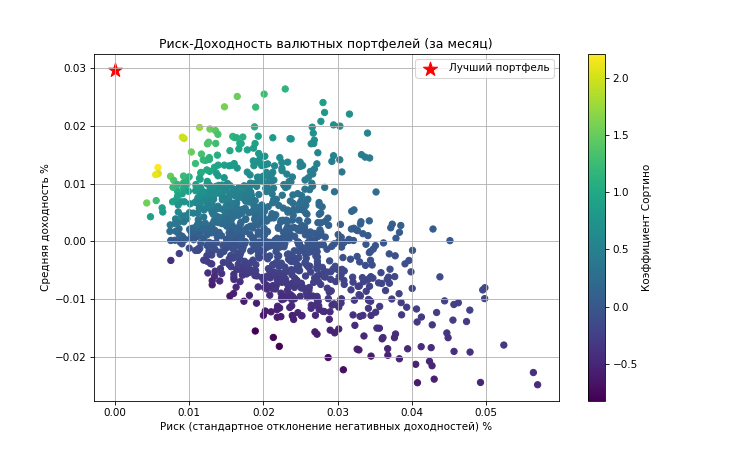 Риск-Доходность валютных портфелей (за месяц)
Лучший портфель
Средняя доходность %
0.03
0.02
0.01
0.00
−0.01
−0.02
0.00 0.01 0.02 0.03 0.04 0.05
Риск (стандартное отклонение негативных доходностей) %
2.0
1.5
1.0
0.5
0.0
−0.5
Коэффициент Сортино